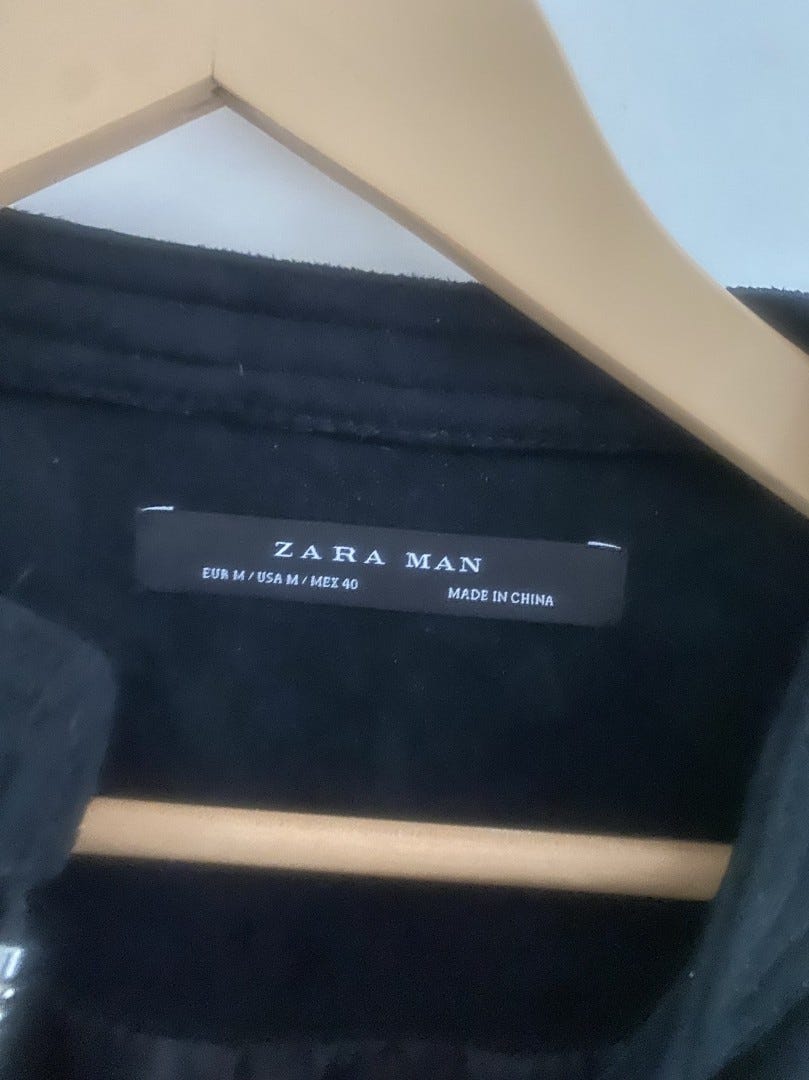 ZARA MAN
EUR M / USA M / MEX 40
MADE IN CHINA